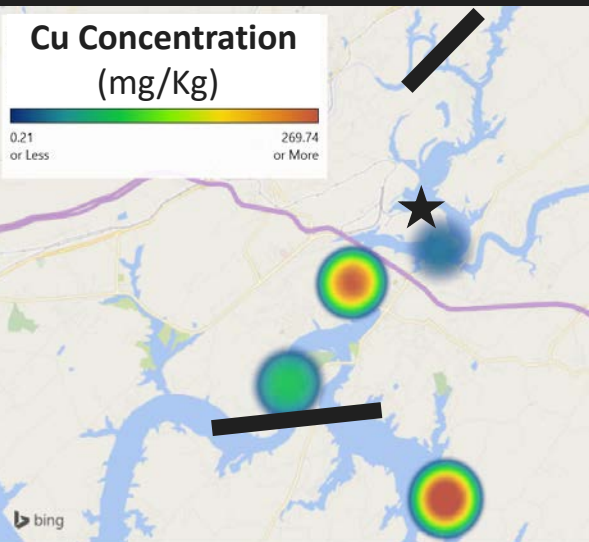 Cu Concentration
(mg/Kg)
0.21
or Less
269.74
or More
bing